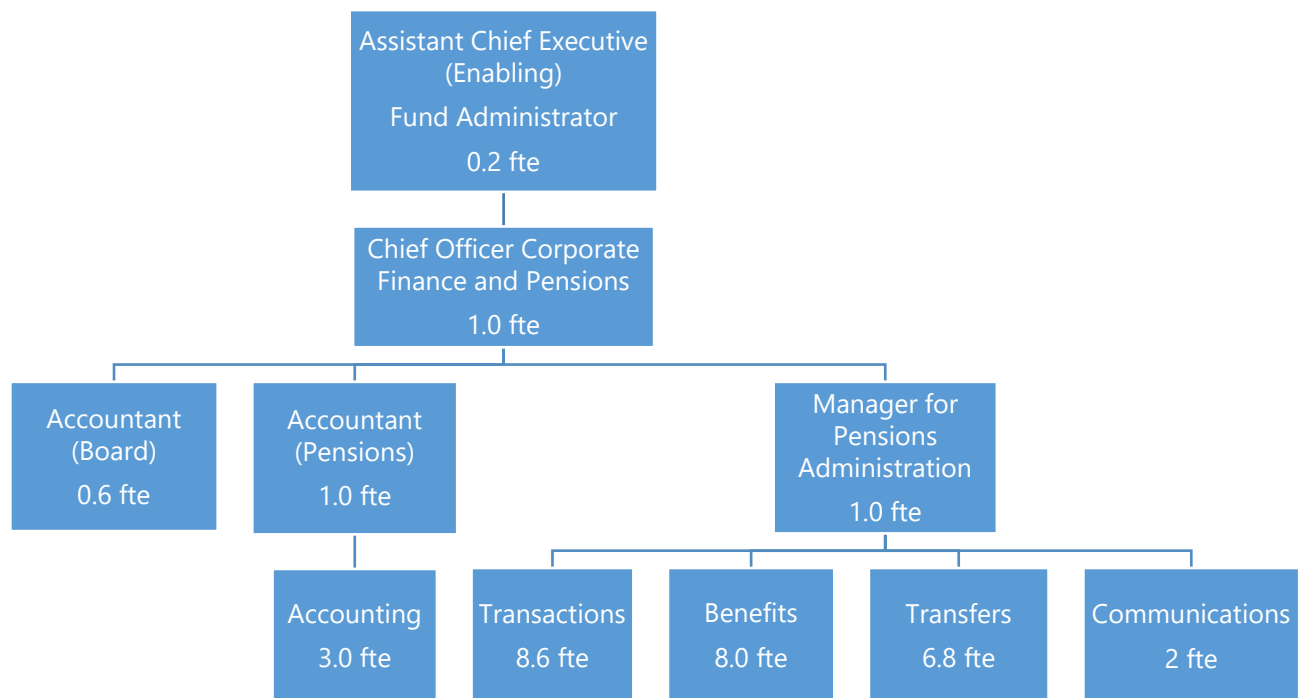 Assistant Chief Executive
(Enabling)
Fund Administrator
0.2 fte
Chief Officer Corporate
Finance and Pensions
1.0 fte
Accountant
(Board)
0.6 fte
Accountant
(Pensions)
1.0 fte
Manager for
Pensions
Administration
1.0 fte
Accounting
3.0 fte
Transactions
8.6 fte
Benefits
8.0 fte
Transfers
6.8 fte
Communications
2 fte